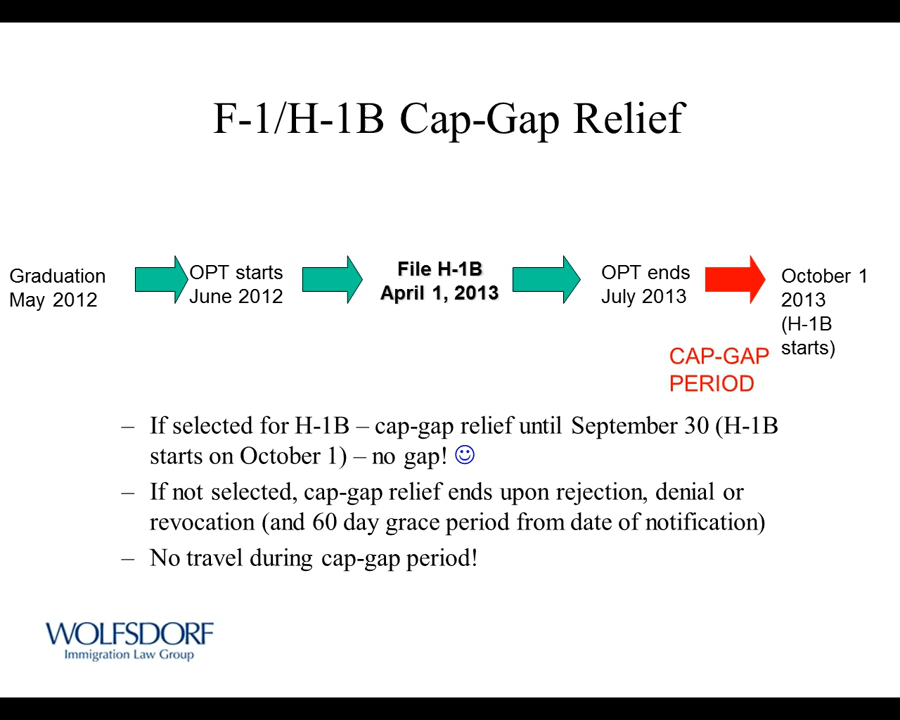 F-1/H-1B Cap-Gap Relief
Graduation
May 2012
OPT starts
June 2012
File H-1B
April 1, 2013
OPT ends
July 2013
October 1
2013
(H-1B
starts)
CAP-GAP
PERIOD
– If selected for H-1B – cap-gap relief until September 30 (H-1B
starts on October 1) – no gap! ☺
– If not selected, cap-gap relief ends upon rejection, denial or
revocation (and 60 day grace period from date of notification)
– No travel during cap-gap period!
WOLFSDORF
Immigration Law Group